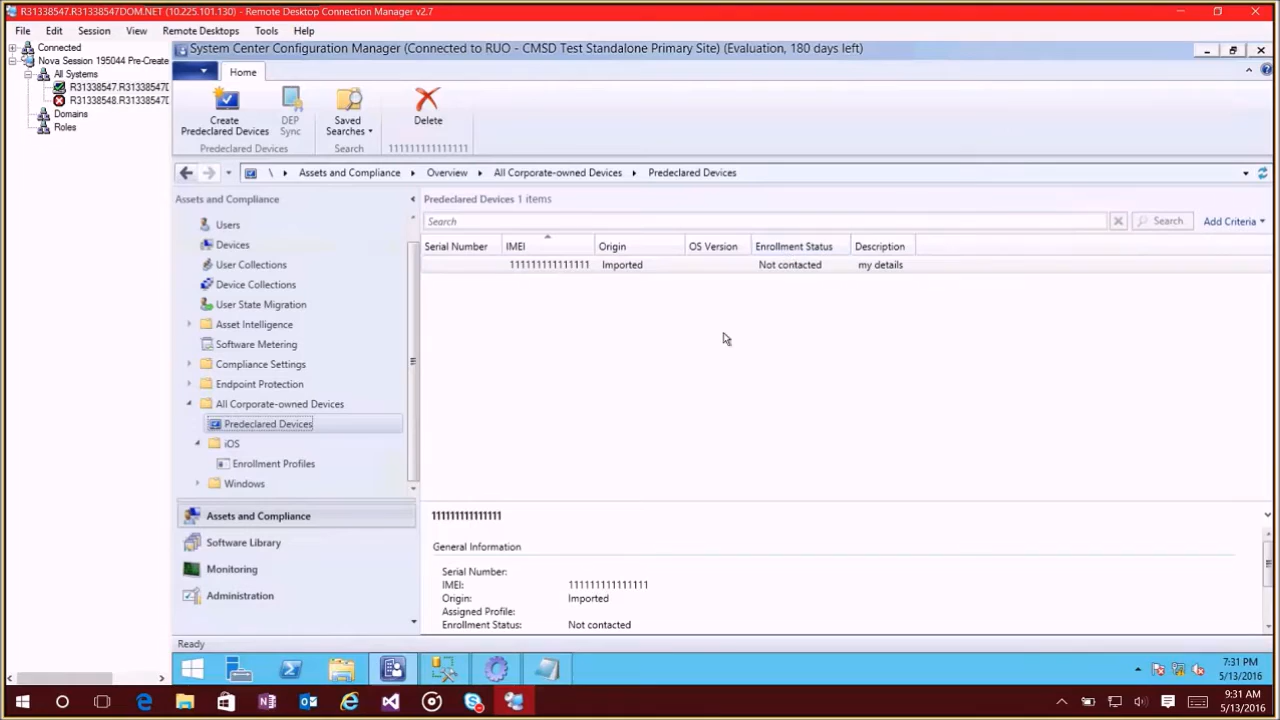 R31338547.R31338547DOM.NET (10.225.101.130) - Remote Desktop Connection Manager v2.7
File Edit Session View Remote Desktops Tools Help
Connected
Nova Session 195044 Pre-Create
All Systems
R31338547.R31338547D
R31338548.R31338547D
Domains
Roles
System Center Configuration Manager (Connected to RUO - CMSD Test Standalone Primary Site) (Evaluation, 180 days left)
Home
Create Predeclared Devices
DEP Sync
Saved Searches
Delete
Predeclared Devices
Search
111111111111111
\ Assets and Compliance Overview All Corporate-owned Devices Predeclared Devices
Assets and Compliance
Users
Devices
User Collections
Device Collections
User State Migration
Asset Intelligence
Software Metering
Compliance Settings
Endpoint Protection
All Corporate-owned Devices
Predeclared Devices
iOS
Enrollment Profiles
Windows
Assets and Compliance
Software Library
Monitoring
Administration
Predeclared Devices 1 items
Search Search Add Criteria
Serial Number IMEI Origin OS Version Enrollment Status Description
111111111111111 Imported Not contacted my details
111111111111111
General Information
Serial Number:
IMEI: 111111111111111
Origin: Imported
Assigned Profile:
Enrollment Status: Not contacted
Ready
7:31 PM
5/13/2016
9:31 AM
5/13/2016